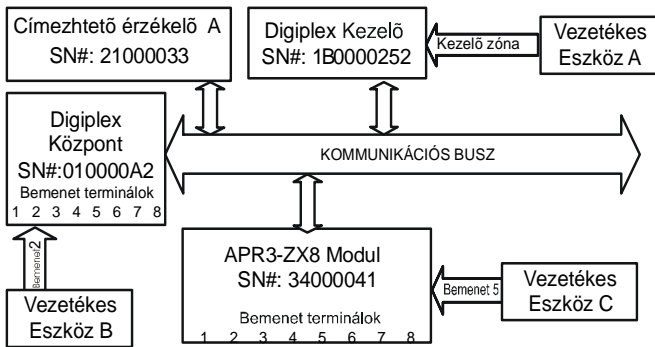 Címezhtető érzékelő A
SN#: 21000033
Digiplex Kezelő
SN#: 1B0000252
Kezelő zóna
Vezetékes
Eszköz A
Digiplex
Központ
SN#:010000A2
Bemenet terminálok
1 2 3 4 5 6 7 8
KOMMUNIKÁCIÓS BUSZ
Bemenet2
Vezetékes
Eszköz B
APR3-ZX8 Modul
SN#: 34000041
Bemenet terminálok
1 2 3 4 5 6 7 8
Bemenet 5
Vezetékes
Eszköz C